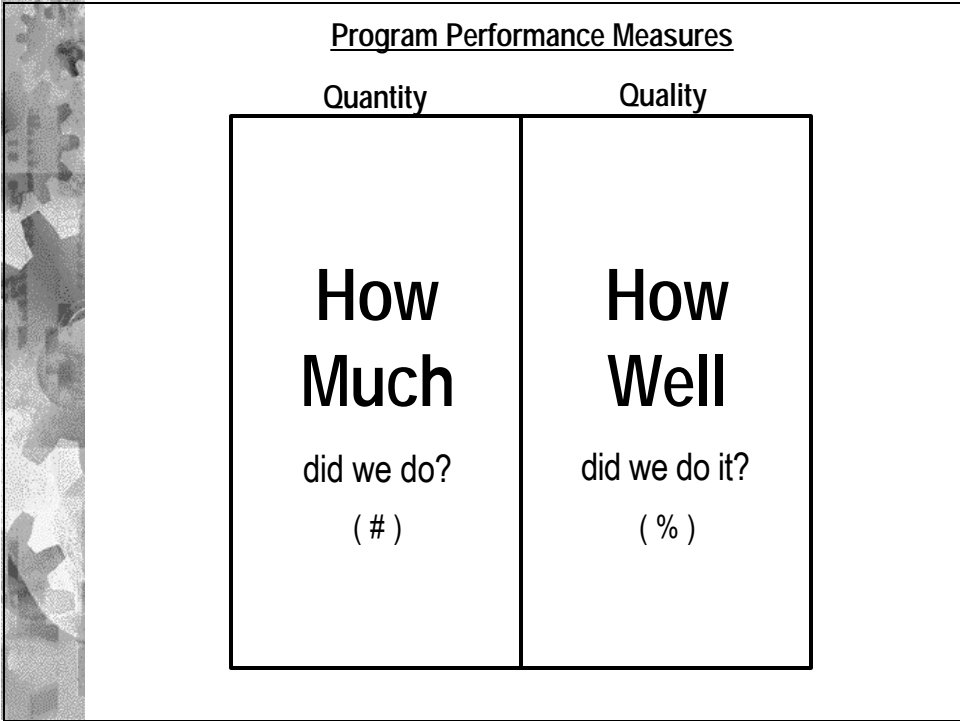 Program Performance Measures
Quantity
Quality
How
Much
did we do?
( # )
How
Well
did we do it?
( % )